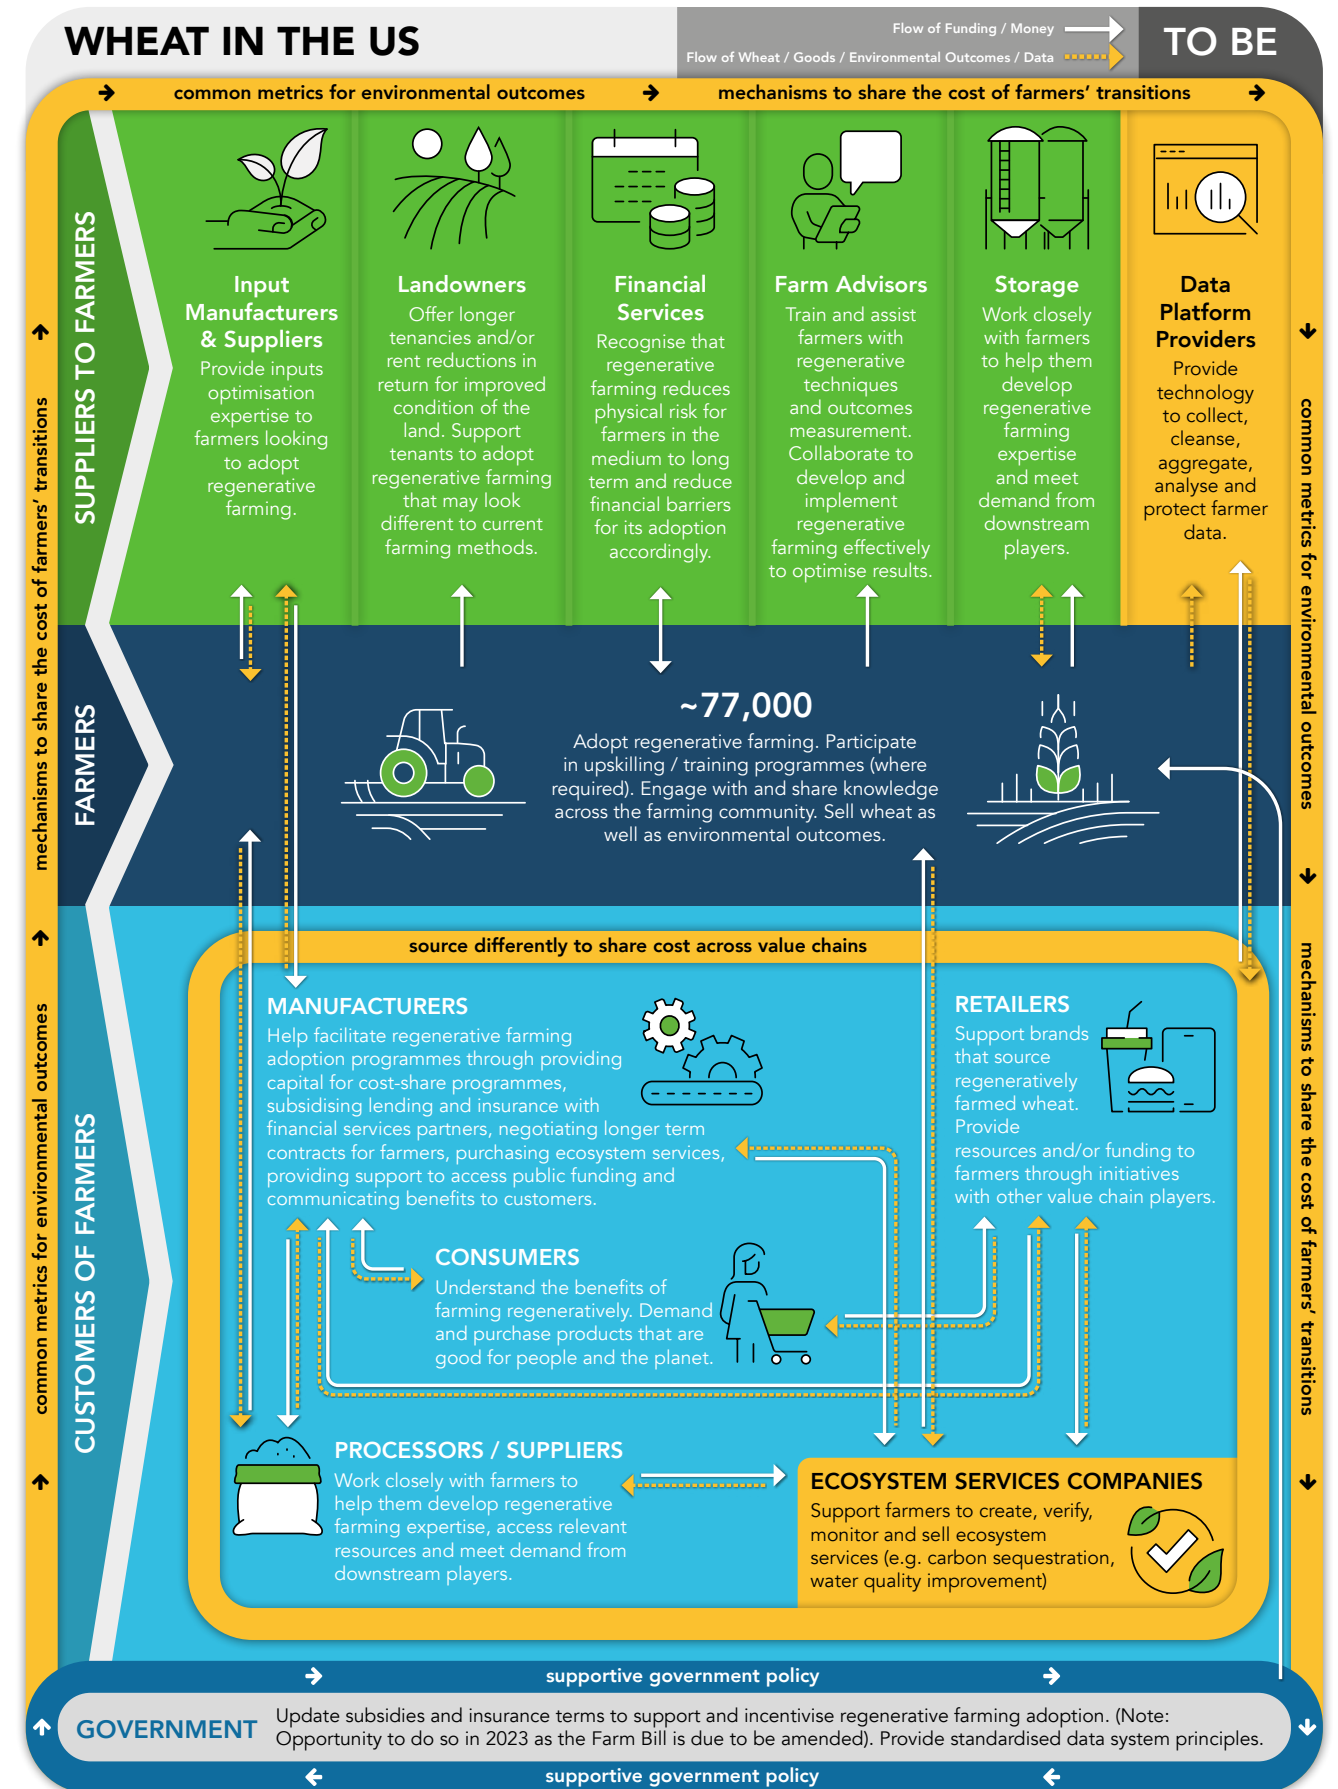 WHEAT IN THE US
Flow of Funding / Money
Flow of Wheat / Goods / Environmental Outcomes / Data
TO BE
common metrics for environmental outcomes
mechanisms to share the cost of farmers' transitions
SUPPLIERS TO FARMERS
Input
Manufacturers
& Suppliers
Provide inputs
optimisation
expertise to
farmers looking
to adopt
regenerative
farming.
Landowners
Offer longer
tenancies and/or
rent reductions in
return for improved
condition of the
land. Support
tenants to adopt
regenerative farming
that may look
different to current
farming methods.
Financial
Services
Recognise that
regenerative
farming reduces
physical risk for
farmers in the
medium to long
term and reduce
financial barriers
for its adoption
accordingly.
Farm Advisors
Train and assist
farmers with
regenerative
techniques
and outcomes
measurement.
Collaborate to
develop and
implement
regenerative
farming effectively
to optimise results.
Storage
Work closely
with farmers
to help them
develop
regenerative
farming
expertise
and meet
demand from
downstream
players.
Data
Platform
Providers
Provide
technology
to collect,
cleanse,
aggregate,
analyse and
protect farmer
data.
mechanisms to share the cost of farmers' transitions
common metrics for environmental outcomes
FARMERS
~77,000
Adopt regenerative farming. Participate
in upskilling / training programmes (where
required). Engage with and share knowledge
across the farming community. Sell wheat as
well as environmental outcomes.
CUSTOMERS OF FARMERS
common metrics for environmental outcomes
mechanisms to share the cost of farmers' transitions
source differently to share cost across value chains
MANUFACTURERS
Help facilitate regenerative farming
adoption programmes through providing
capital for cost-share programmes,
subsidising lending and insurance with
financial services partners, negotiating longer term
contracts for farmers, purchasing ecosystem services,
providing support to access public funding and
communicating benefits to customers.
RETAILERS
Support brands
that source
regeneratively
farmed wheat.
Provide
resources and/or funding to
farmers through initiatives
with other value chain players.
CONSUMERS
Understand the benefits of
farming regeneratively. Demand
and purchase products that are
good for people and the planet.
PROCESSORS / SUPPLIERS
Work closely with farmers to
help them develop regenerative
farming expertise, access relevant
resources and meet demand from
downstream players.
ECOSYSTEM SERVICES COMPANIES
Support farmers to create, verify,
monitor and sell ecosystem
services (e.g. carbon sequestration,
water quality improvement)
supportive government policy
GOVERNMENT
Update subsidies and insurance terms to support and incentivise regenerative farming adoption. (Note:
Opportunity to do so in 2023 as the Farm Bill is due to be amended). Provide standardised data system principles.
supportive government policy